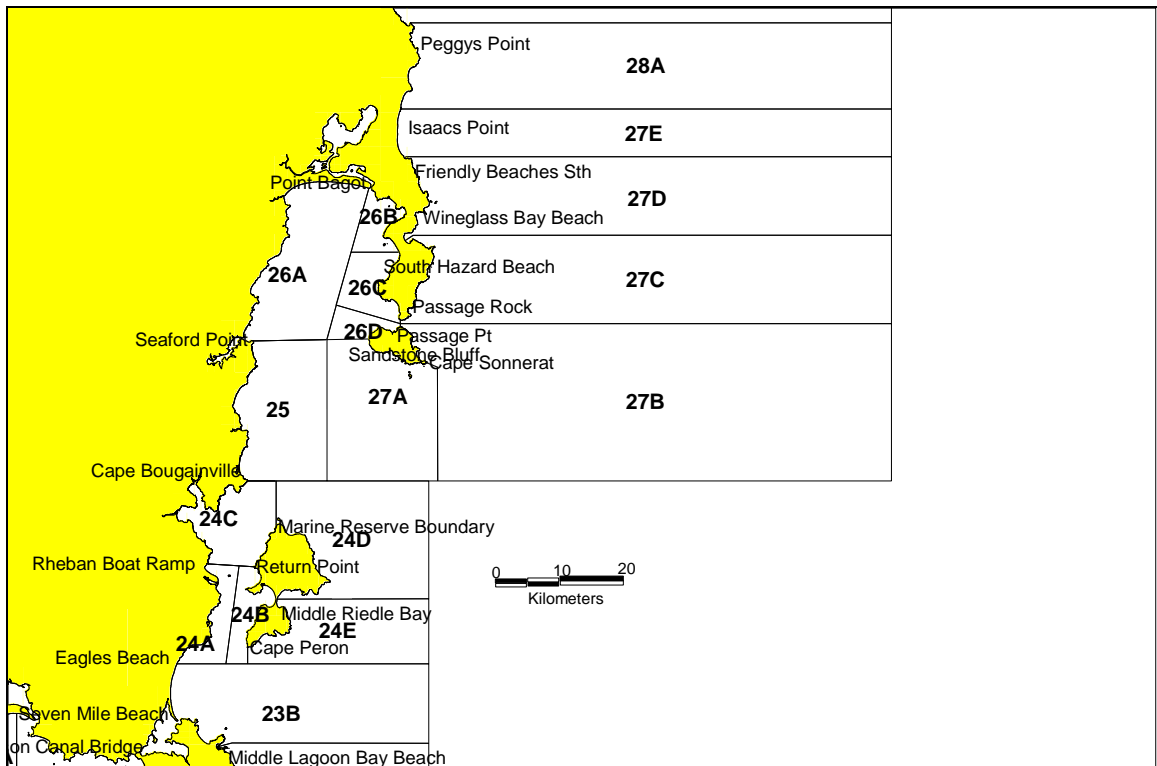 Peggys Point
28A
Isaacs Point
27E
Friendly Beaches Sth
Point Bagot
27D
26B
Wineglass Bay Beach
South Hazard Beach
26A
27C
26C
Passage Rock
26D
Passage Pt
Seaford Point
Sandstone Bluff
Cape Sonnerat
27A
27B
25
Cape Bougainville
24C
Marine Reserve Boundary
24D
Rheban Boat Ramp
Return Point
0 10 20
Kilometers
24B
Middle Riedle Bay
24E
24A
Cape Peron
Eagles Beach
Seven Mile Beach
23B
on Canal Bridge
Middle Lagoon Bay Beach